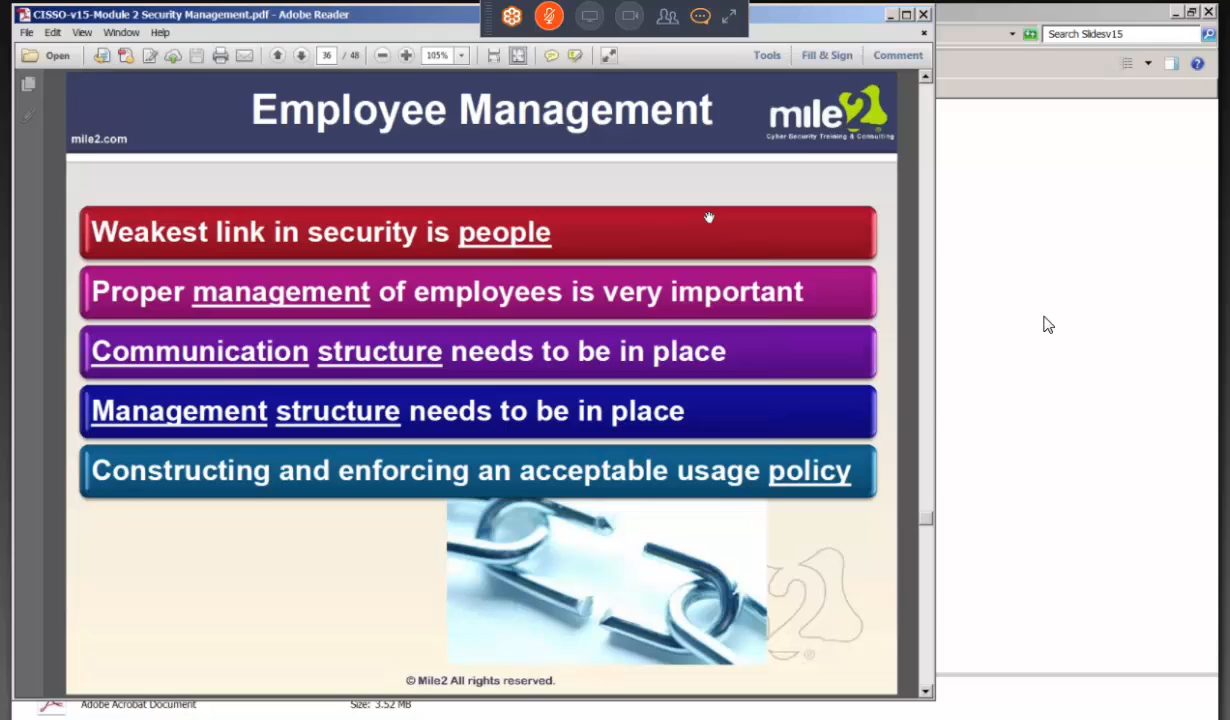 CISSO-v15-Module 2 Security Management.pdf - Adobe Reader
File Edit View Window Help
Search Slidesv15
Open 36 / 48 105% Tools Fill & Sign Comment
Employee Management
mile2
Cyber Security Training & Consulting
mile2.com
Weakest link in security is people
Proper management of employees is very important
Communication structure needs to be in place
Management structure needs to be in place
Constructing and enforcing an acceptable usage policy
© Mile2 All rights reserved.
Adobe Acrobat Document Size: 3.52 MB